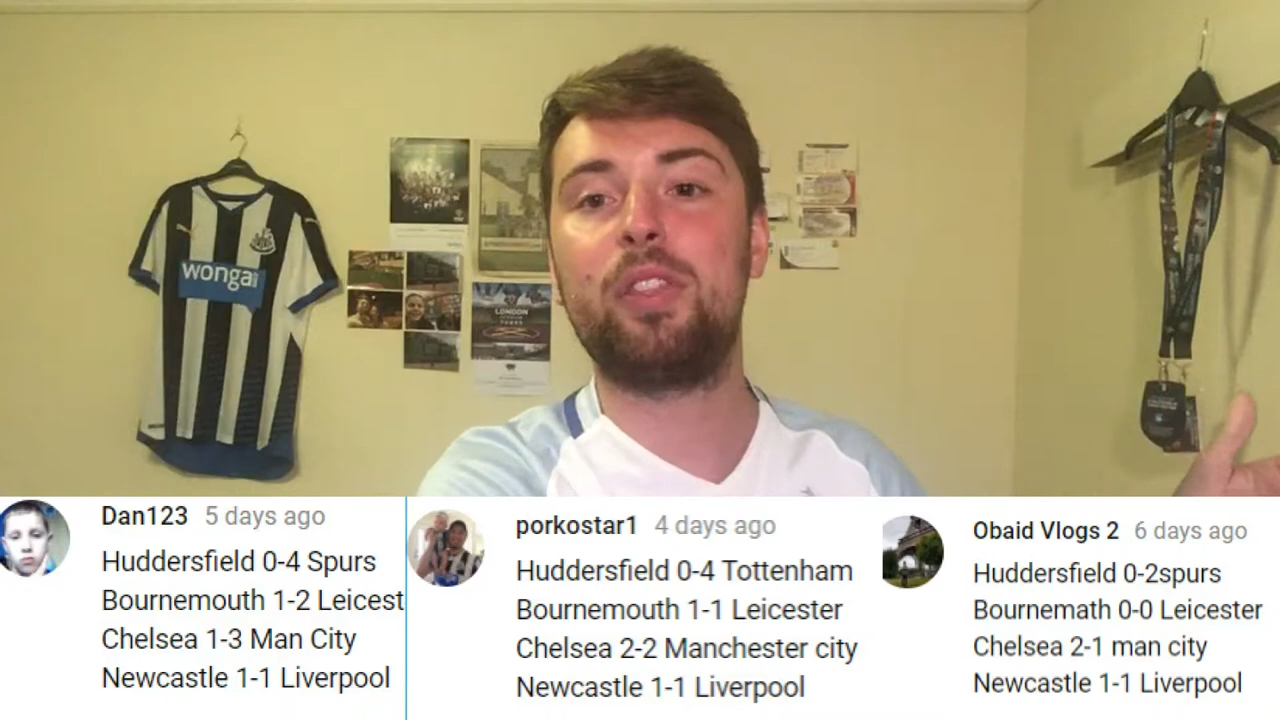 wonga
LONDON
Dan123 5 days ago
Huddersfield 0-4 Spurs
Bournemouth 1-2 Leicest
Chelsea 1-3 Man City
Newcastle 1-1 Liverpool
porkostar1 4 days ago
Huddersfield 0-4 Tottenham
Bournemouth 1-1 Leicester
Chelsea 2-2 Manchester city
Newcastle 1-1 Liverpool
Obaid Vlogs 2 6 days ago
Huddersfield 0-2spurs
Bournemath 0-0 Leicester
Chelsea 2-1 man city
Newcastle 1-1 Liverpool